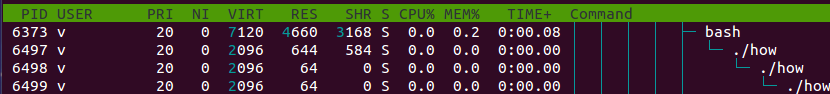 PID USER PRI NI VIRT RES SHR S CPU% MEM% TIME+ Command
6373 v 20 0 7120 4660 3168 S 0.0 0.2 0:00.08 bash
6497 v 20 0 2096 644 584 S 0.0 0.0 0:00.00 ./how
6498 v 20 0 2096 64 0 S 0.0 0.0 0:00.00 ./how
6499 v 20 0 2096 64 0 S 0.0 0.0 0:00.00 ./how